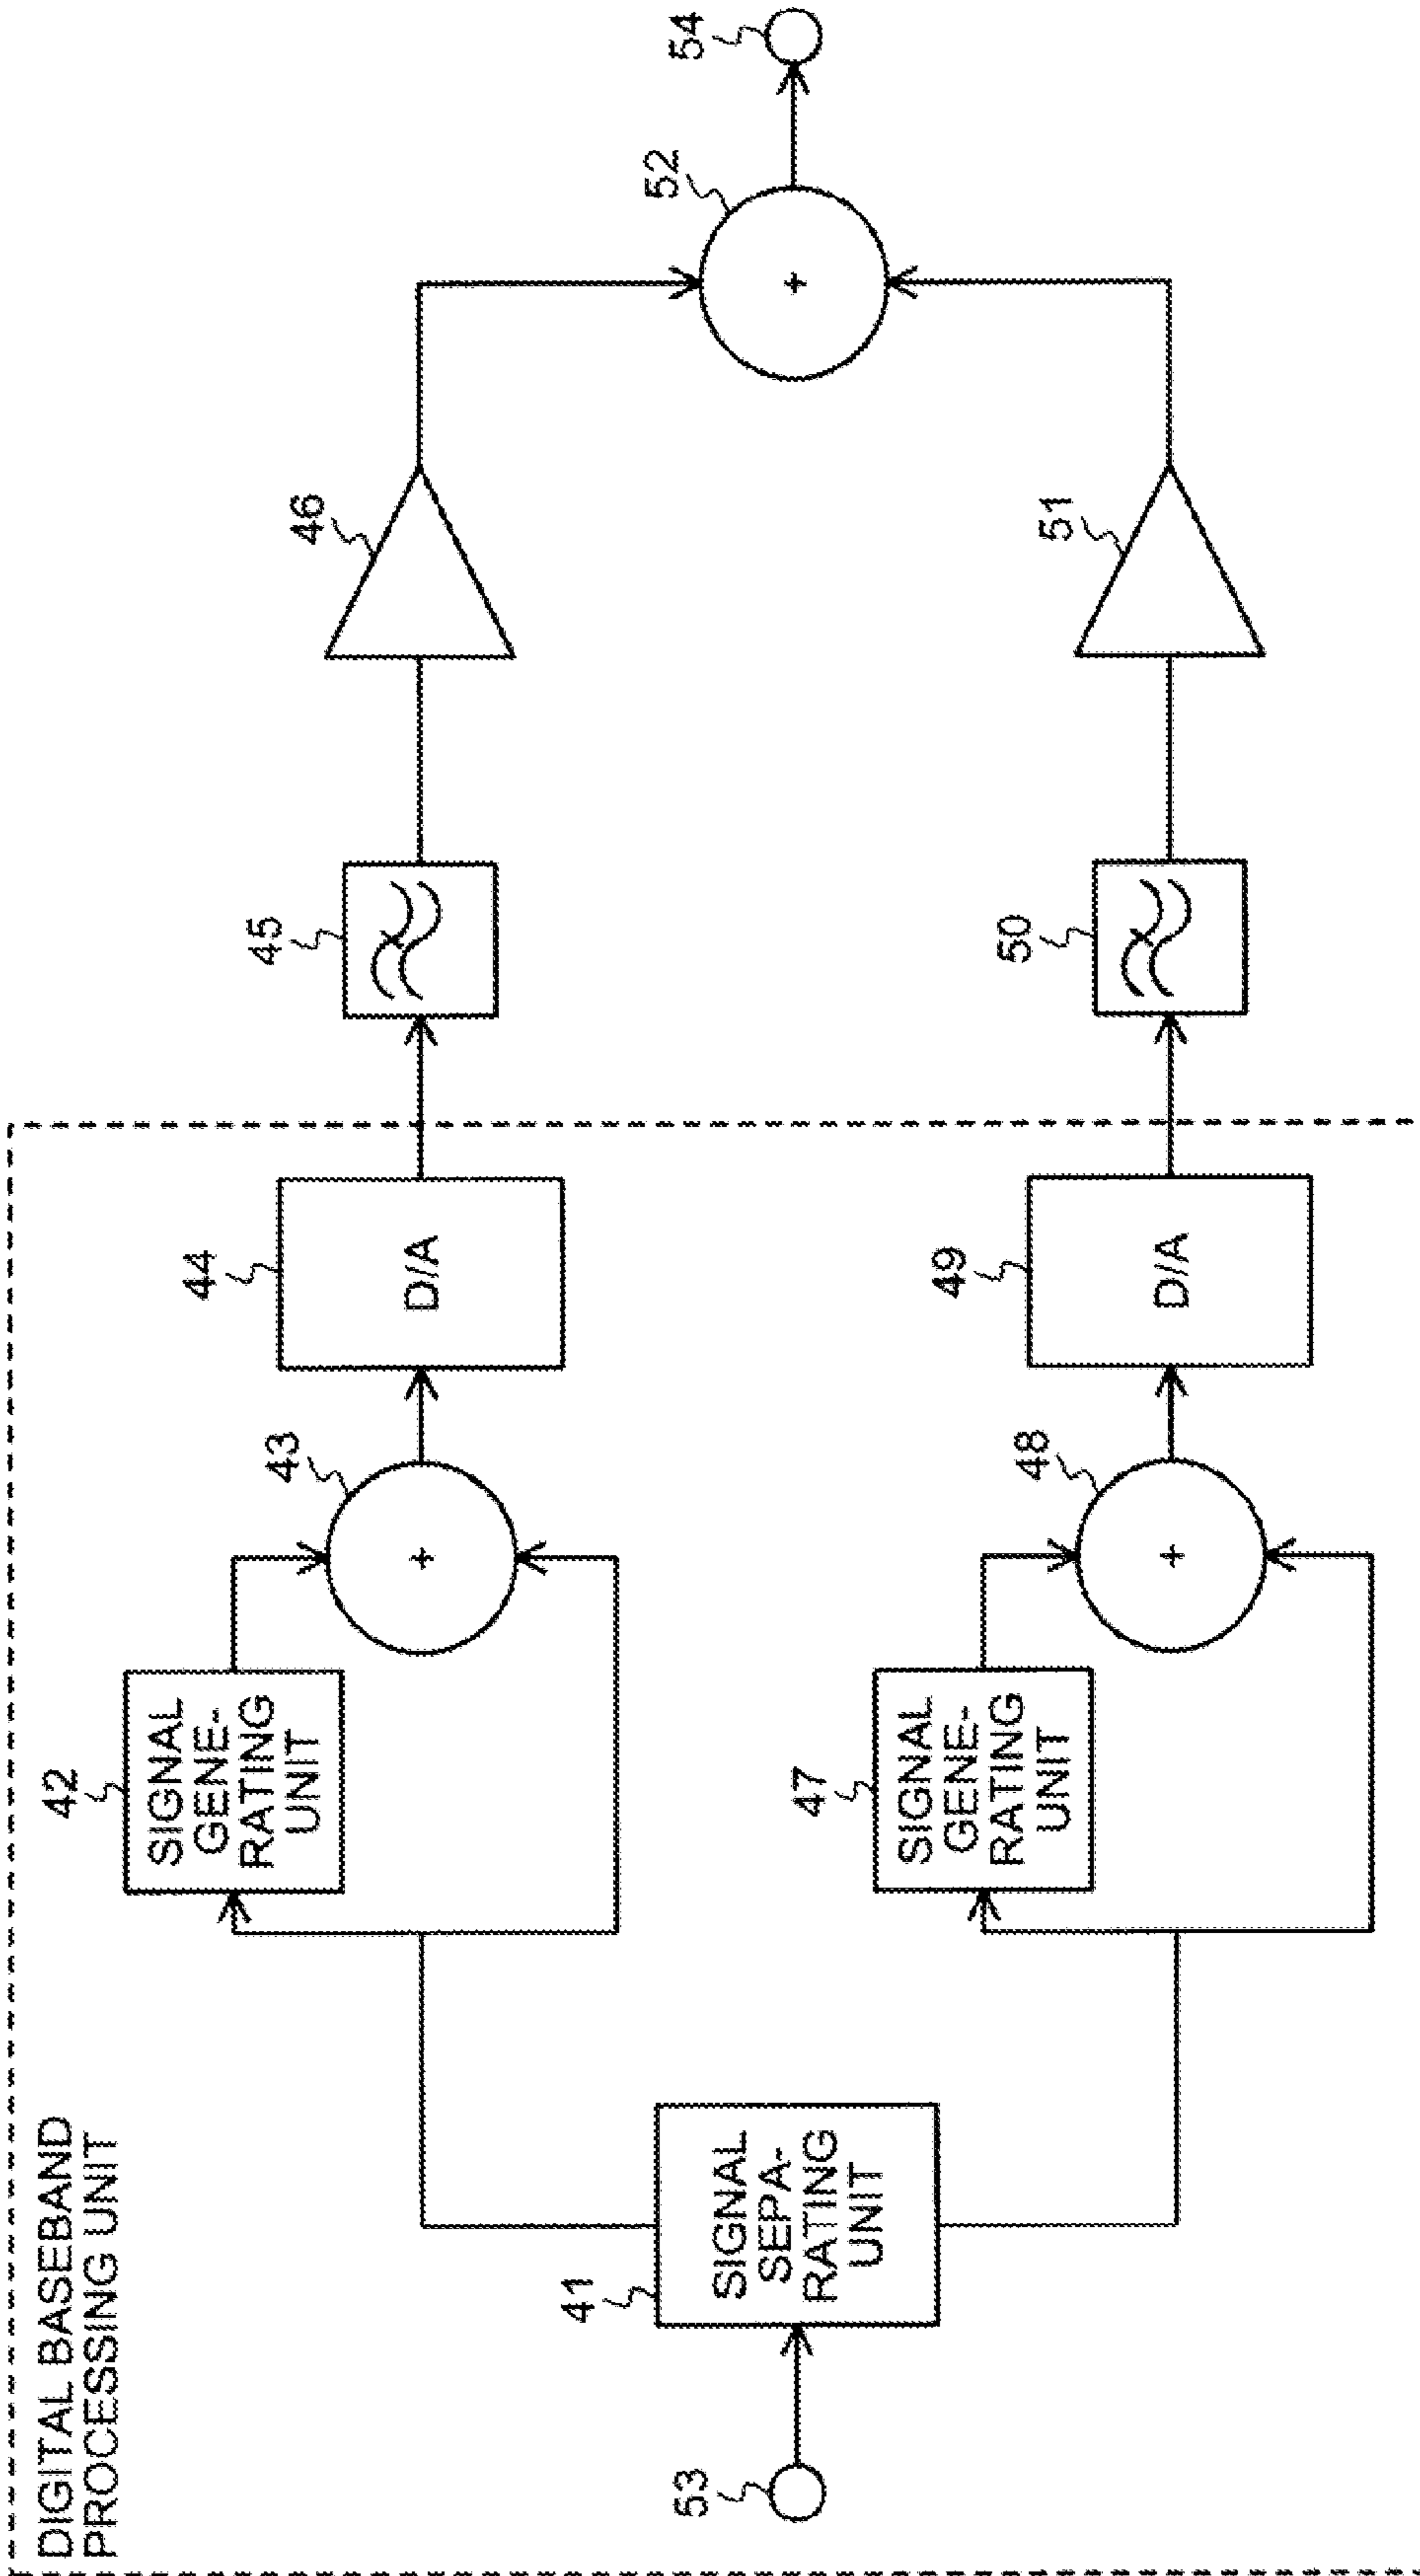 DIGITAL BASEBAND
PROCESSING UNIT
53
41
SIGNAL
SEPA-
RATING
UNIT
42
SIGNAL
GENE-
RATING
UNIT
43
+
44
D/A
45
46
47
SIGNAL
GENE-
RATING
UNIT
48
+
49
D/A
50
51
52
+
54